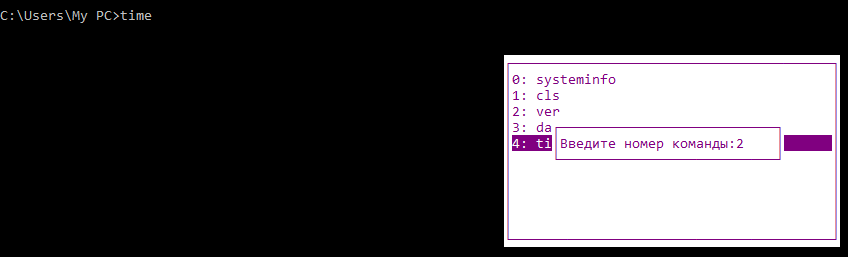 C:\Users\My PC>time
0: systeminfo
1: cls
2: ver
3: da
4: ti
Введите номер команды:2